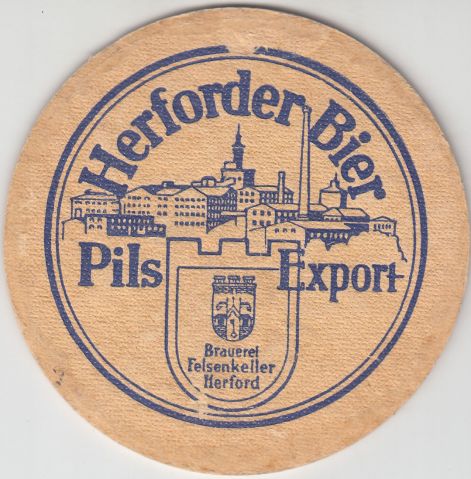 Herforder Bier
Pils Export
Brauerei
Felsenkeller
Herford